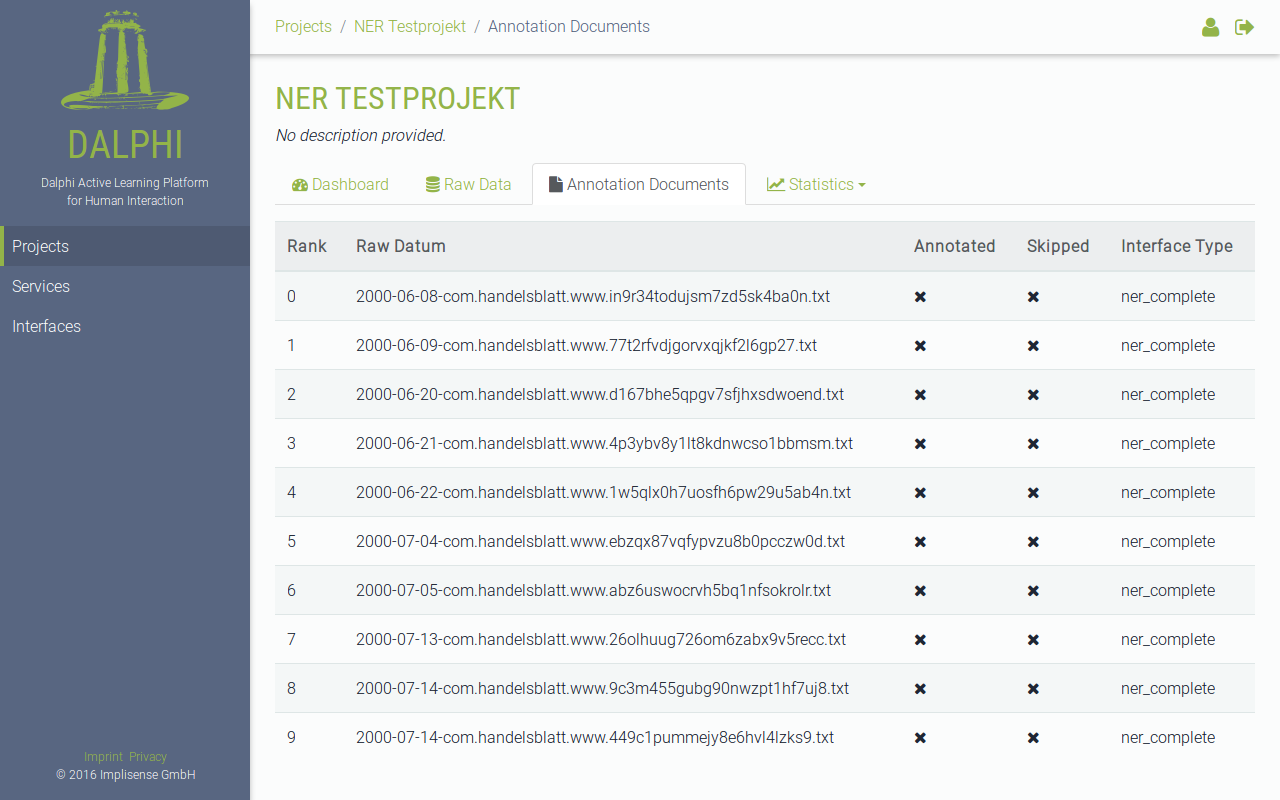 DALPHI
Dalphi Active Learning Platform
for Human Interaction
Projects
Services
Interfaces
Imprint Privacy
© 2016 Implisense GmbH
Projects / NER Testprojekt / Annotation Documents
NER TESTPROJEKT
No description provided.
Dashboard Raw Data Annotation Documents Statistics
Rank Raw Datum Annotated Skipped Interface Type
0 2000-06-08-com.handelsblatt.www.in9r34todujsm7zd5sk4ba0n.txt ✖ ✖ ner_complete
1 2000-06-09-com.handelsblatt.www.77t2rfvdjgorvxqjkf2l6gp27.txt ✖ ✖ ner_complete
2 2000-06-20-com.handelsblatt.www.d167bhe5qpgv7sfjhxsdwoend.txt ✖ ✖ ner_complete
3 2000-06-21-com.handelsblatt.www.4p3ybv8y1lt8kdnwcso1bbmsm.txt ✖ ✖ ner_complete
4 2000-06-22-com.handelsblatt.www.1w5qlx0h7uosfh6pw29u5ab4n.txt ✖ ✖ ner_complete
5 2000-07-04-com.handelsblatt.www.ebzqx87vqfypvzu8b0pcczw0d.txt ✖ ✖ ner_complete
6 2000-07-05-com.handelsblatt.www.abz6uswocrvh5bq1nfsokrolr.txt ✖ ✖ ner_complete
7 2000-07-13-com.handelsblatt.www.26olhuug726om6zabx9v5recc.txt ✖ ✖ ner_complete
8 2000-07-14-com.handelsblatt.www.9c3m455gubg90nwzpt1hf7uj8.txt ✖ ✖ ner_complete
9 2000-07-14-com.handelsblatt.www.449c1pummejy8e6hvl4lzks9.txt ✖ ✖ ner_complete